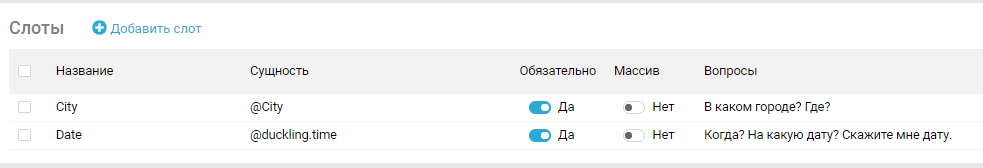 Слоты Добавить слот
Название Сущность Обязательно Массив Вопросы
City @City Да Нет В каком городе? Где?
Date @duckling.time Да Нет Когда? На какую дату? Скажите мне дату.